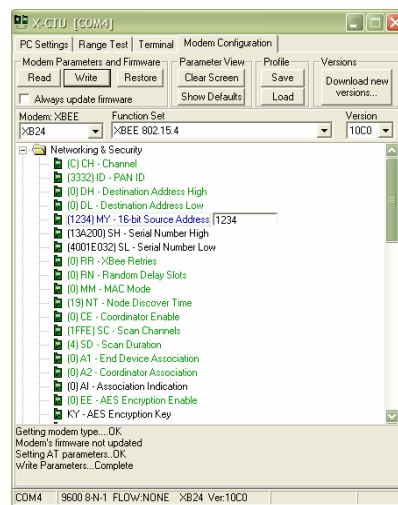 X-CTU [COM4]
PC Settings Range Test Terminal Modem Configuration
Modem Parameters and Firmware Parameter View Profile Versions
Read Write Restore Clear Screen Save Download new versions...
Always update firmware Show Defaults Load
Modem: XBEE Function Set Version
XB24 XBEE 802.15.4 10C0
Networking & Security
(C) CH - Channel
(3332) ID - PAN ID
(0) DH - Destination Address High
(0) DL - Destination Address Low
(1234) MY - 16-bit Source Address 1234
(13A200) SH - Serial Number High
(4001E032) SL - Serial Number Low
(0) RR - XBee Retries
(0) RN - Random Delay Slots
(0) MM - MAC Mode
(19) NT - Node Discover Time
(0) CE - Coordinator Enable
(1FFE) SC - Scan Channels
(4) SD - Scan Duration
(0) A1 - End Device Association
(0) A2 - Coordinator Association
(0) AI - Association Indication
(0) EE - AES Encryption Enable
KY - AES Encryption Key
Getting modem type....OK
Modem's firmware not updated
Setting AT parameters..OK
Write Parameters...Complete
COM4 9600 8-N-1 FLOW:NONE XB24 Ver:10C0